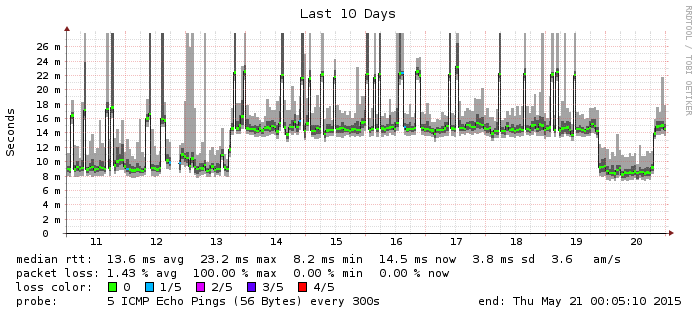 Last 10 Days
RRDTOOL / TOBI OETIKER
Seconds
26 m
24 m
22 m
20 m
18 m
16 m
14 m
12 m
10 m
8 m
6 m
4 m
2 m
0
11 12 13 14 15 16 17 18 19 20
median rtt: 13.6 ms avg 23.2 ms max 8.2 ms min 14.5 ms now 3.8 ms sd 3.6 am/s
packet loss: 1.43 % avg 100.00 % max 0.00 % min 0.00 % now
loss color: 0 1/5 2/5 3/5 4/5
probe: 5 ICMP Echo Pings (56 Bytes) every 300s end: Thu May 21 00:05:10 2015